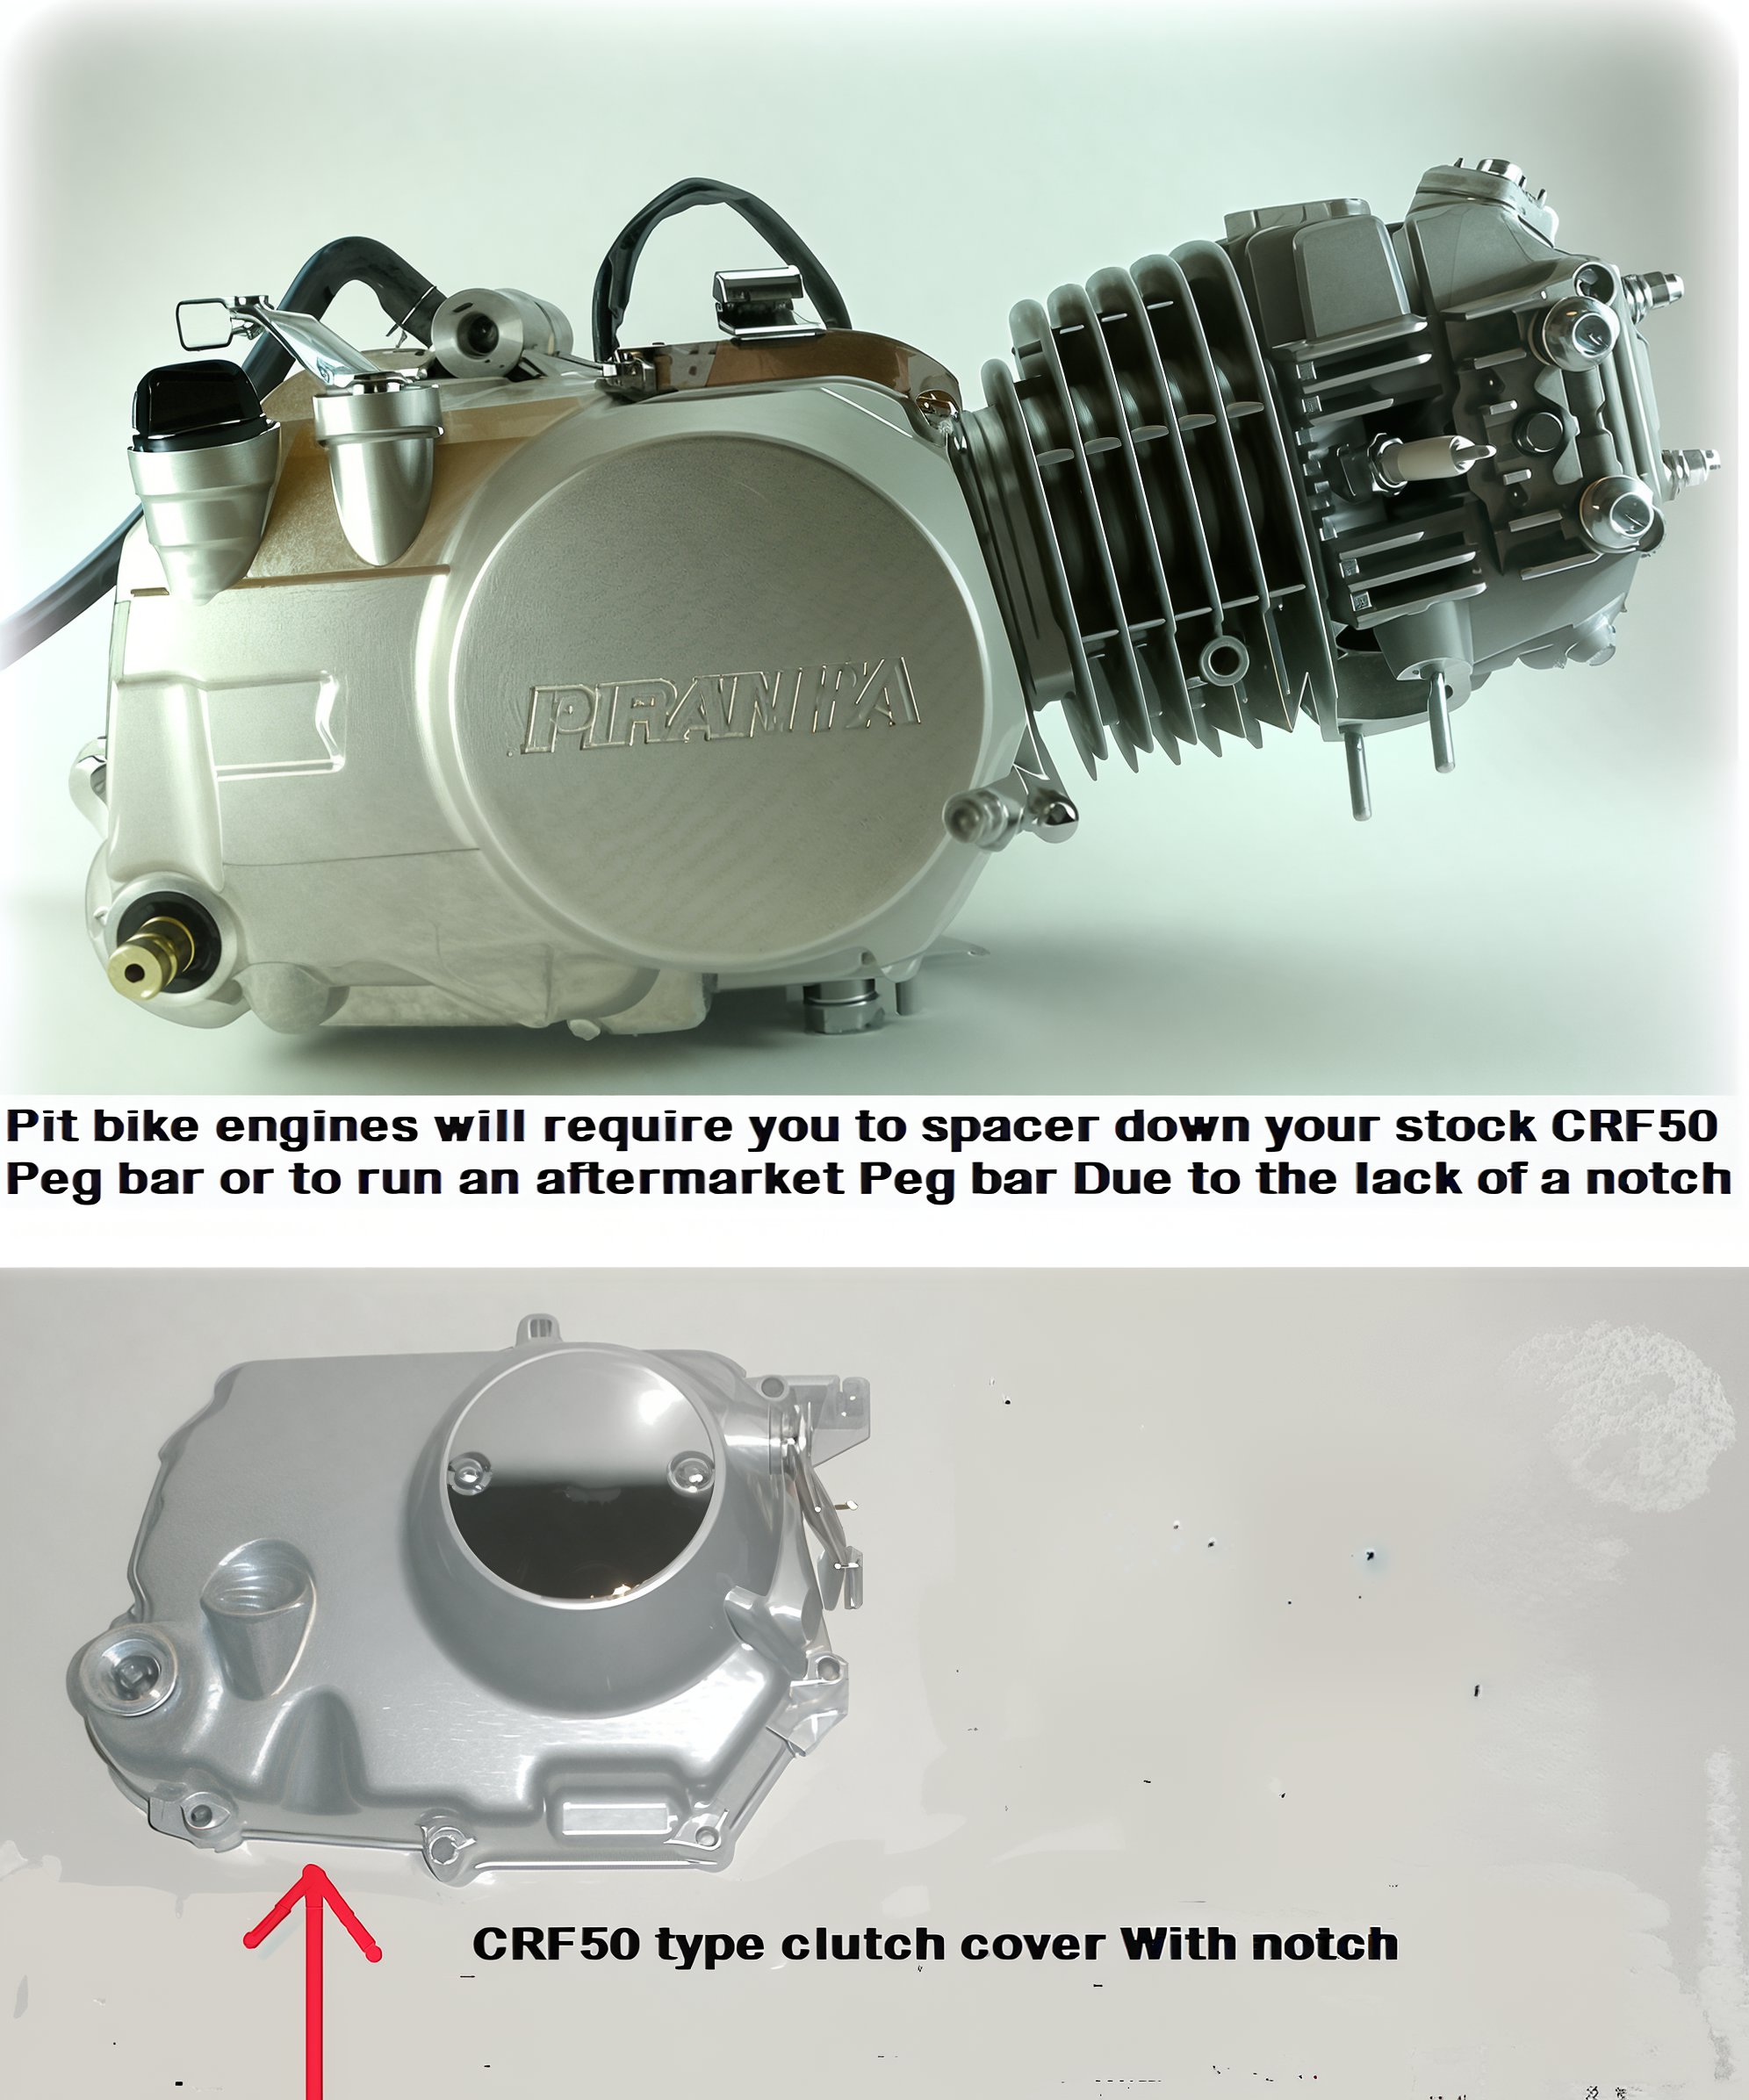 PIRANHA
Pit bike engines will require you to spacer down your stock CRF50
Peg bar or to run an aftermarket Peg bar Due to the lack of a notch
CRF50 type clutch cover With notch